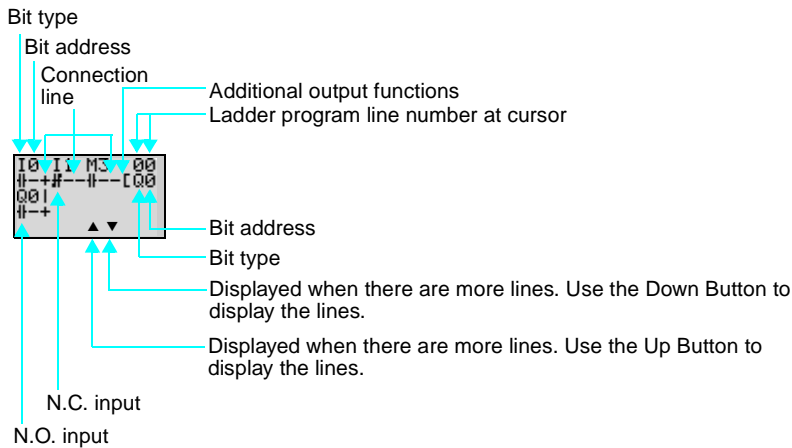 Bit type
Bit address
Connection
line
Additional output functions
Ladder program line number at cursor
I0 I1 M3 00
[Q0
Q0
Bit address
Bit type
Displayed when there are more lines. Use the Down Button to
display the lines.
Displayed when there are more lines. Use the Up Button to
display the lines.
N.C. input
N.O. input